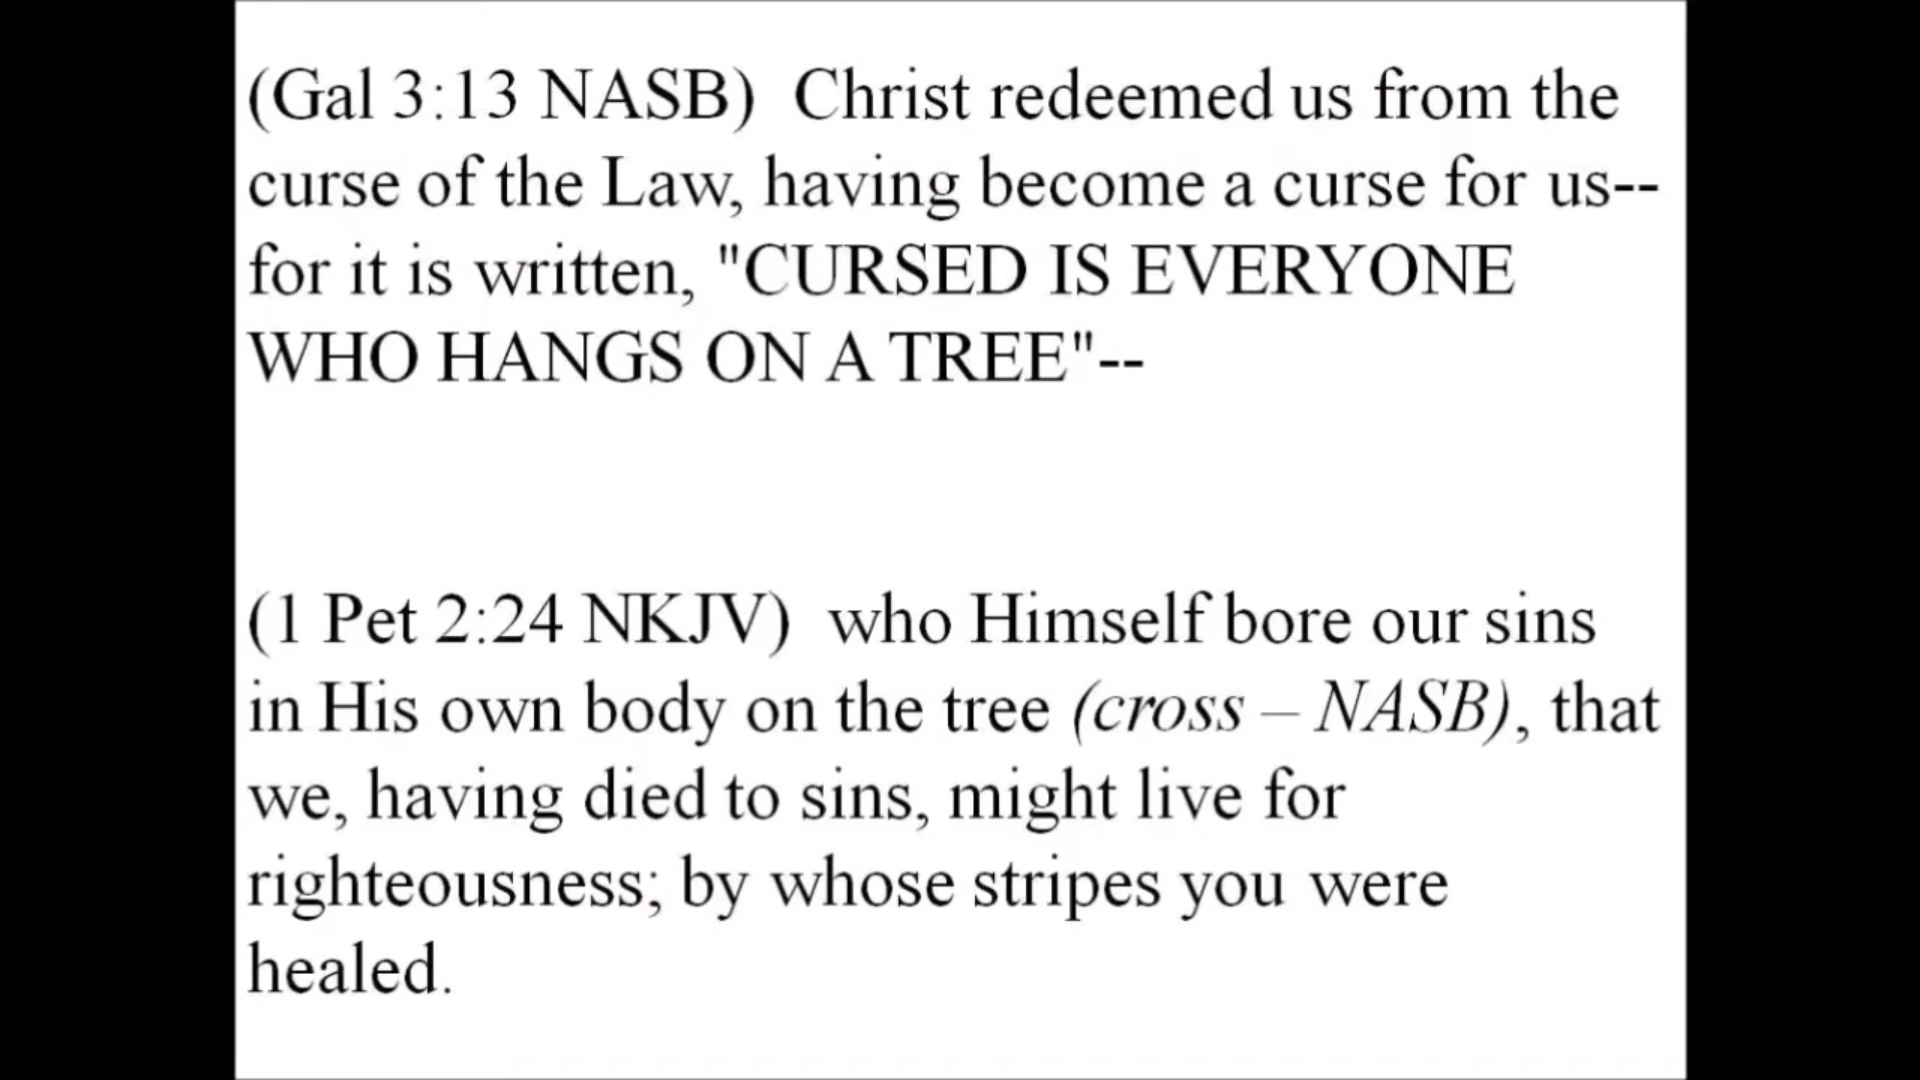 (Gal 3:13 NASB)  Christ redeemed us from the
curse of the Law, having become a curse for us--
for it is written, "CURSED IS EVERYONE
WHO HANGS ON A TREE"--
(1 Pet 2:24 NKJV)  who Himself bore our sins
in His own body on the tree (cross – NASB), that
we, having died to sins, might live for
righteousness; by whose stripes you were
healed.